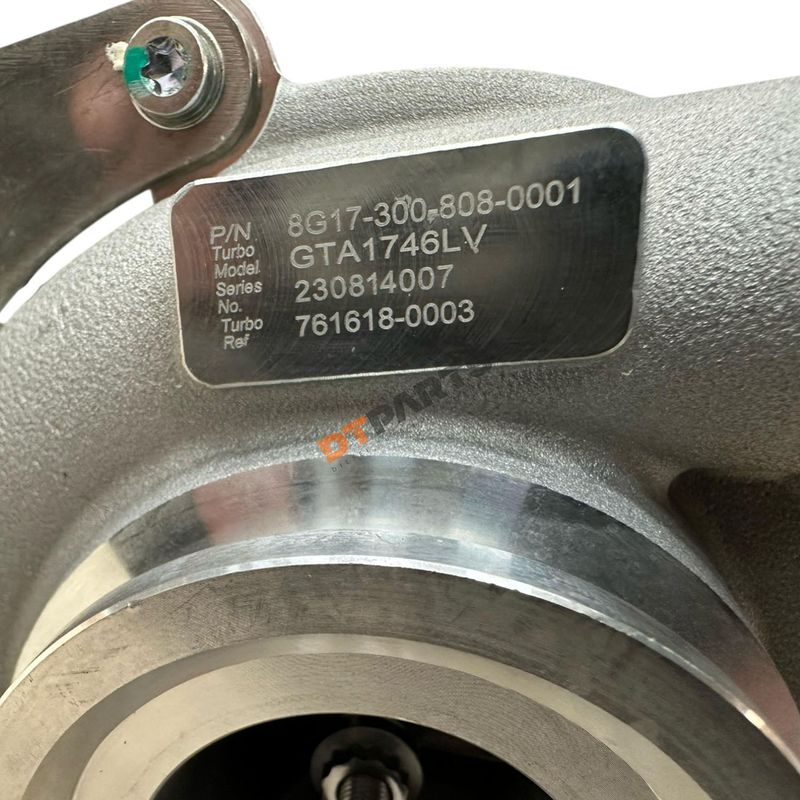 P/N 8G17-300-808-0001
Turbo Model GTA1746LV
Series No. 230814007
Turbo Ref 761618-0003
DTPARTS